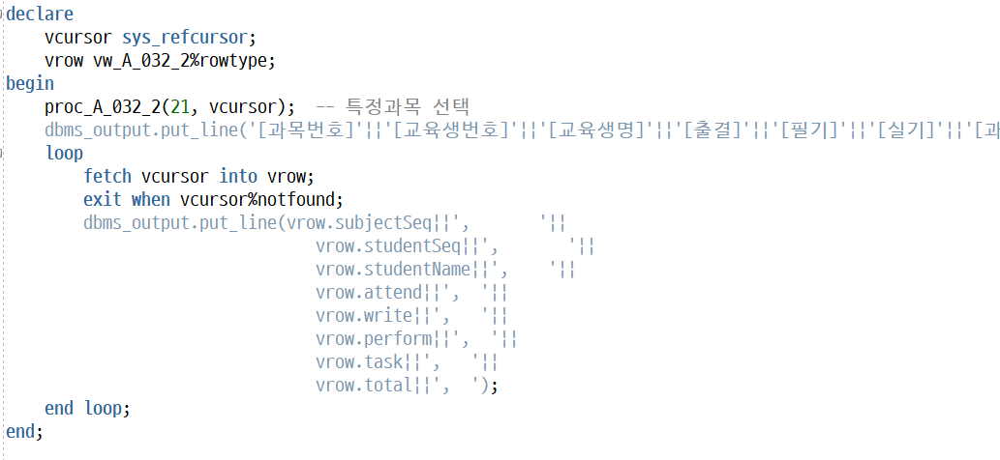 declare
    vcursor sys_refcursor;
    vrow vw_A_032_2%rowtype;
begin
    proc_A_032_2(21, vcursor);  -- 특정과목 선택
    dbms_output.put_line('[과목번호]'||'[교육생번호]'||'[교육생명]'||'[출결]'||'[필기]'||'[실기]'||'[과
    loop
        fetch vcursor into vrow;
        exit when vcursor%notfound;
        dbms_output.put_line(vrow.subjectSeq||',       '||
                                vrow.studentSeq||',       '||
                                vrow.studentName||',    '||
                                vrow.attend||',  '||
                                vrow.write||',   '||
                                vrow.perform||',  '||
                                vrow.task||',   '||
                                vrow.total||',  ');
    end loop;
end;